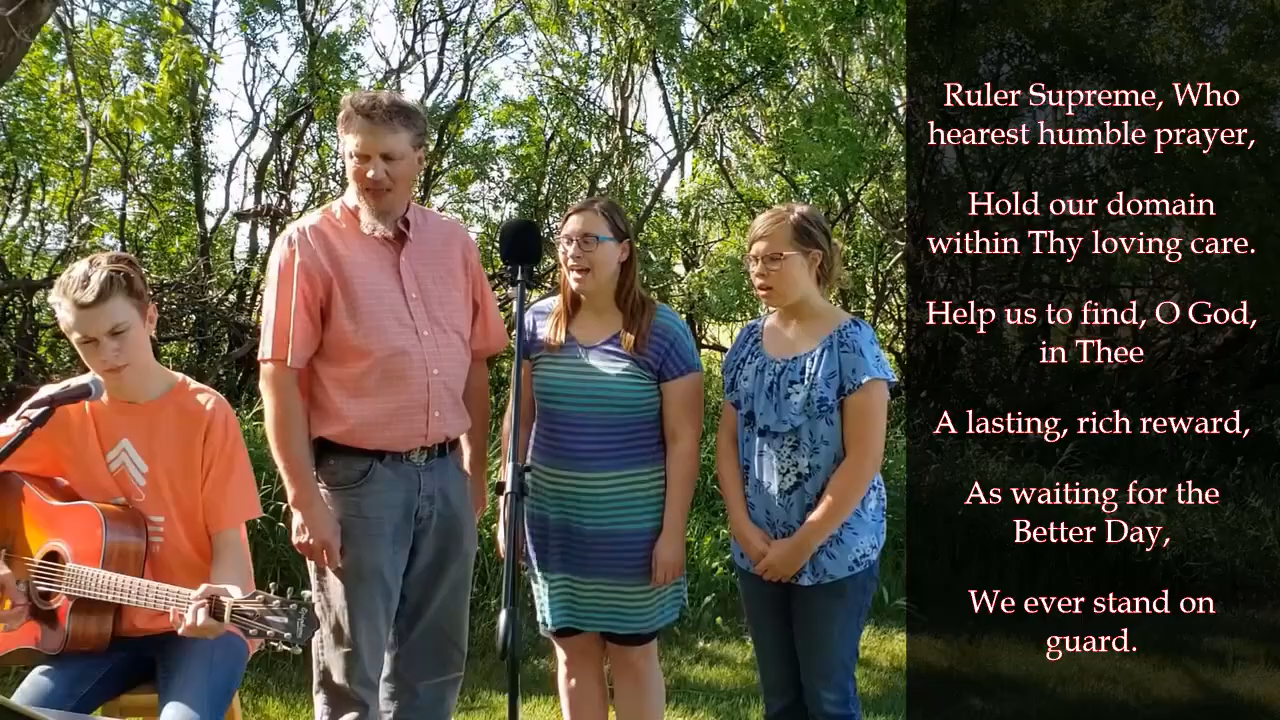 Ruler Supreme, Who
hearest humble prayer,
Hold our domain
within Thy loving care.
Help us to find, O God,
in Thee
A lasting, rich reward,
As waiting for the
Better Day,
We ever stand on
guard.